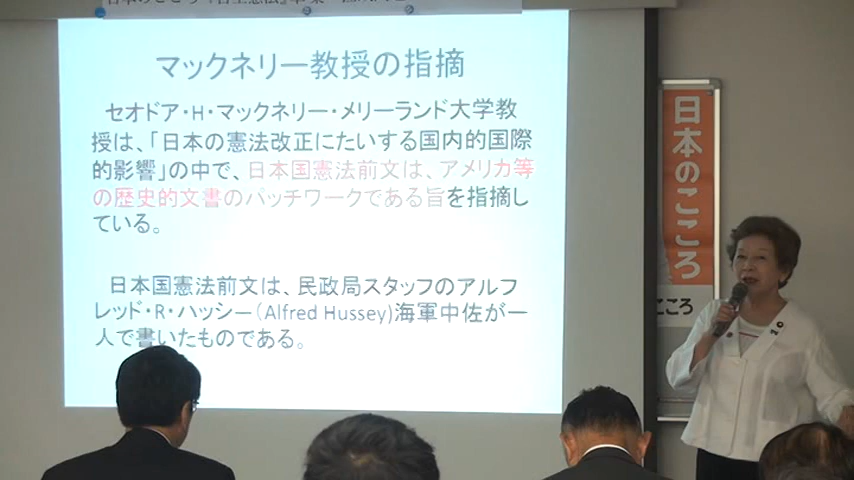 マックネリー教授の指摘
セオドア・H・マックネリー・メリーランド大学教
授は、「日本の憲法改正にたいする国内的国際
的影響」の中で、日本国憲法前文は、アメリカ等
の歴史的文書のパッチワークである旨を指摘し
ている。
日本国憲法前文は、民政局スタッフのアルフ
レッド・R・ハッシー(Alfred Hussey)海軍中佐が一
人で書いたものである。
日本のこころ
こころ